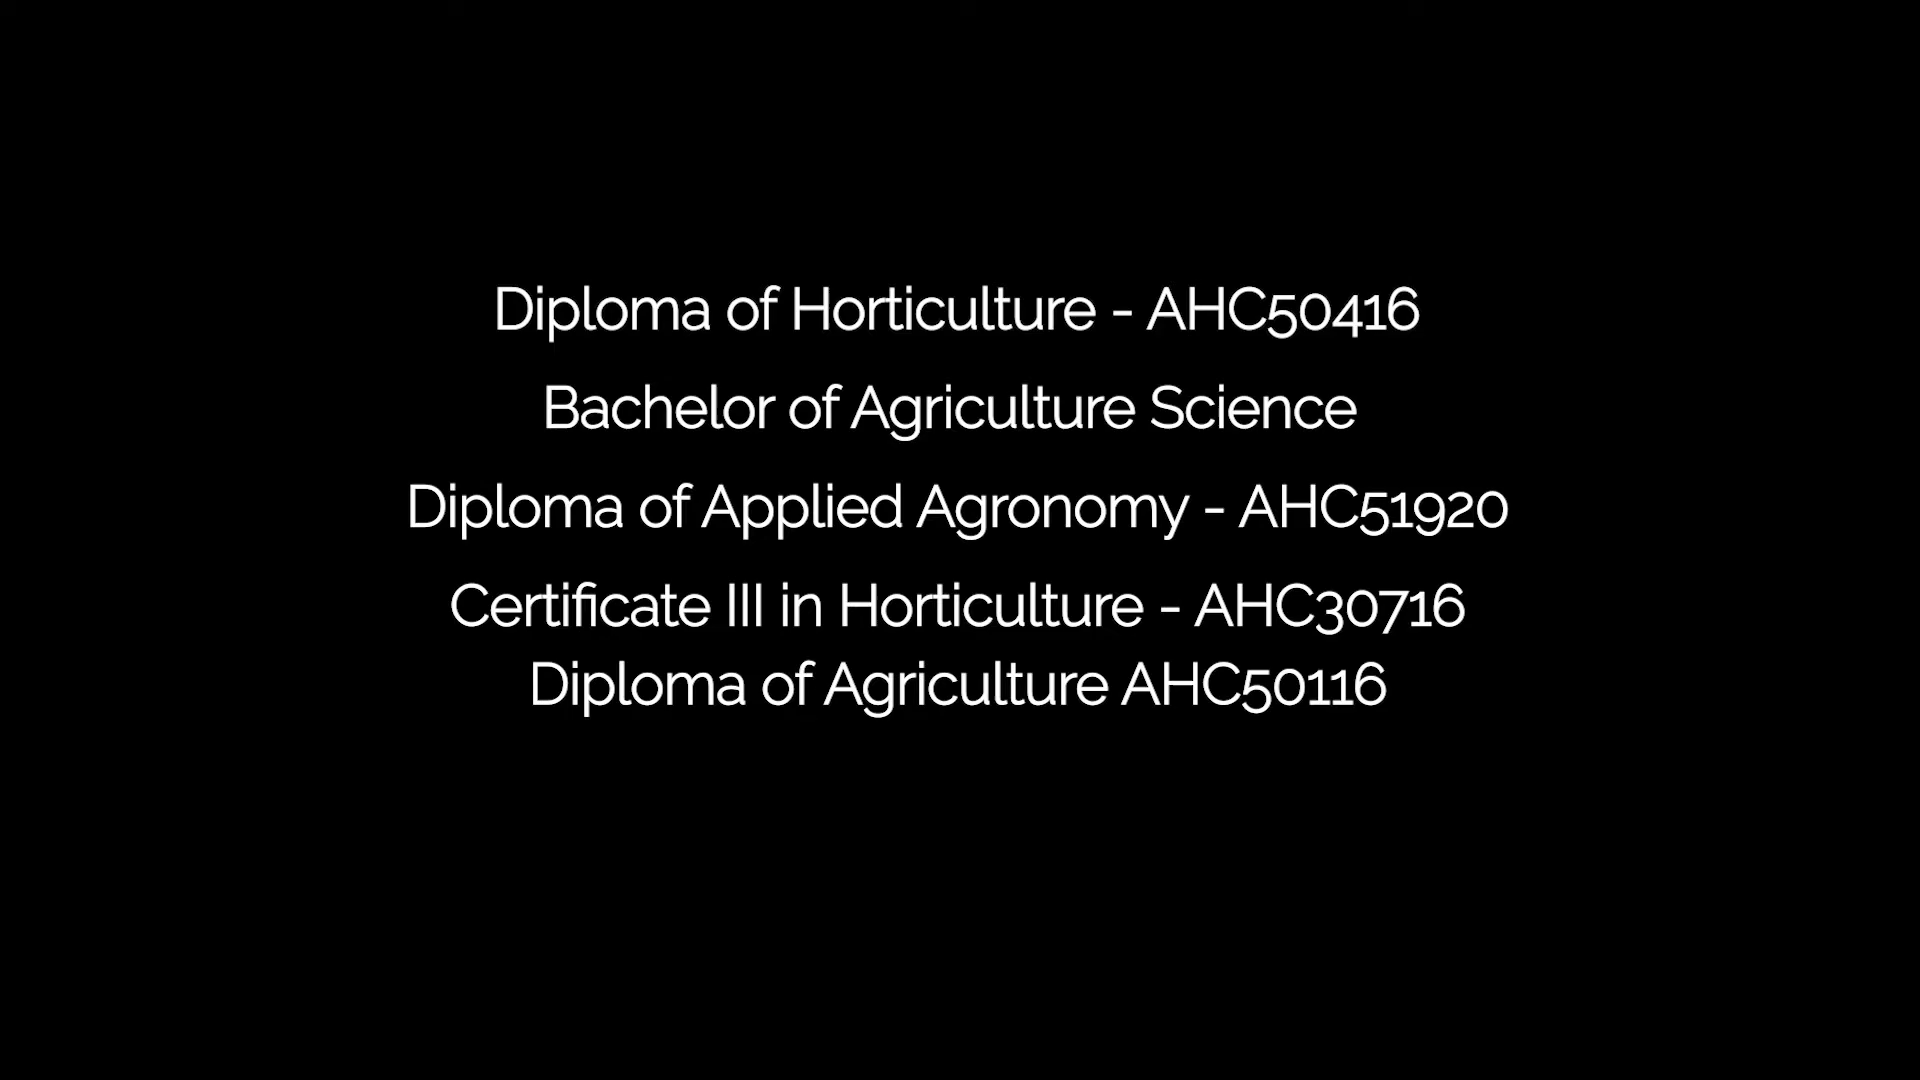 Diploma of Horticulture - AHC50416
Bachelor of Agriculture Science
Diploma of Applied Agronomy - AHC51920
Certificate III in Horticulture - AHC30716
Diploma of Agriculture AHC50116